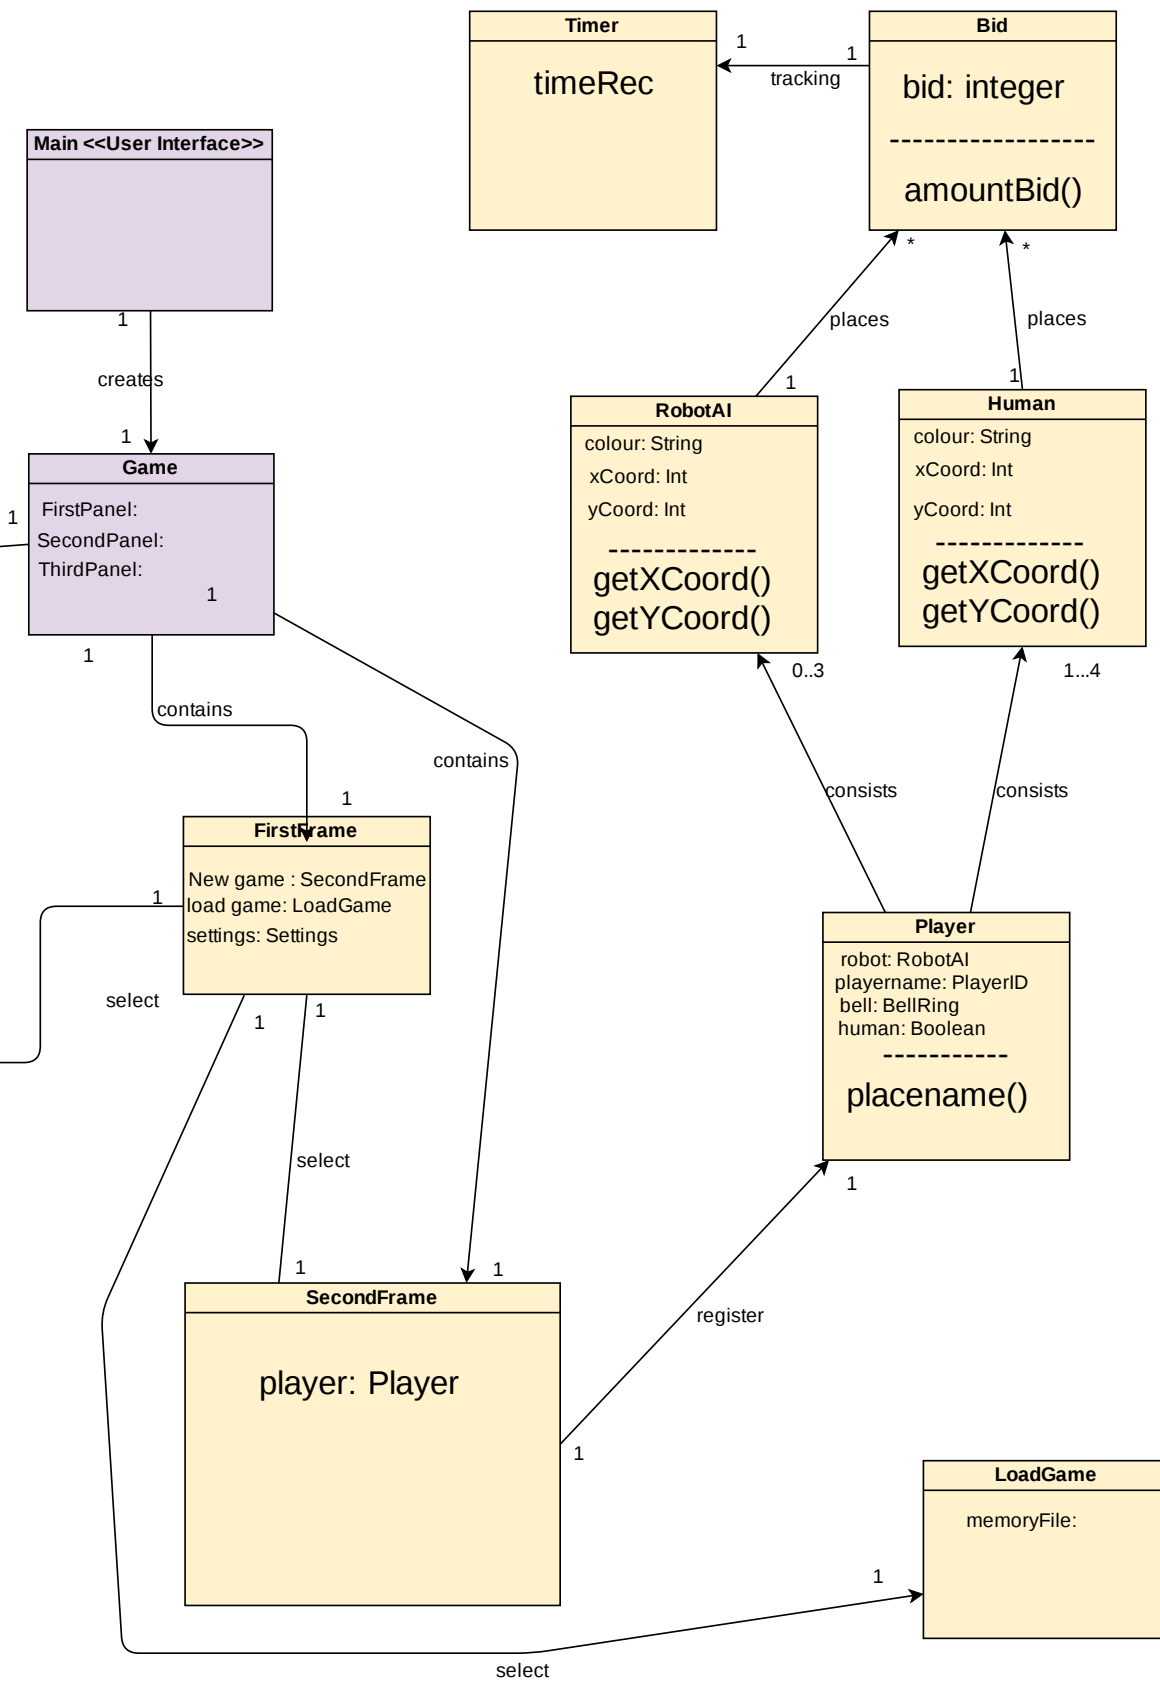 Timer
timeRec
1
1
tracking
Bid
bid: integer
------------------
amountBid()
Main <<User Interface>>
1
creates
1
*
*
places
places
1
1
Game
FirstPanel:
SecondPanel:
ThirdPanel:
1
1
1
RobotAI
colour: String
xCoord: Int
yCoord: Int
-------------
getXCoord()
getYCoord()
Human
colour: String
xCoord: Int
yCoord: Int
-------------
getXCoord()
getYCoord()
0..3
1...4
contains
contains
consists
consists
1
FirstFrame
New game : SecondFrame
load game: LoadGame
settings: Settings
1
select
1
1
select
Player
robot: RobotAI
playername: PlayerID
bell: BellRing
human: Boolean
-----------
placename()
1
1
1
SecondFrame
player: Player
register
1
LoadGame
memoryFile:
1
select